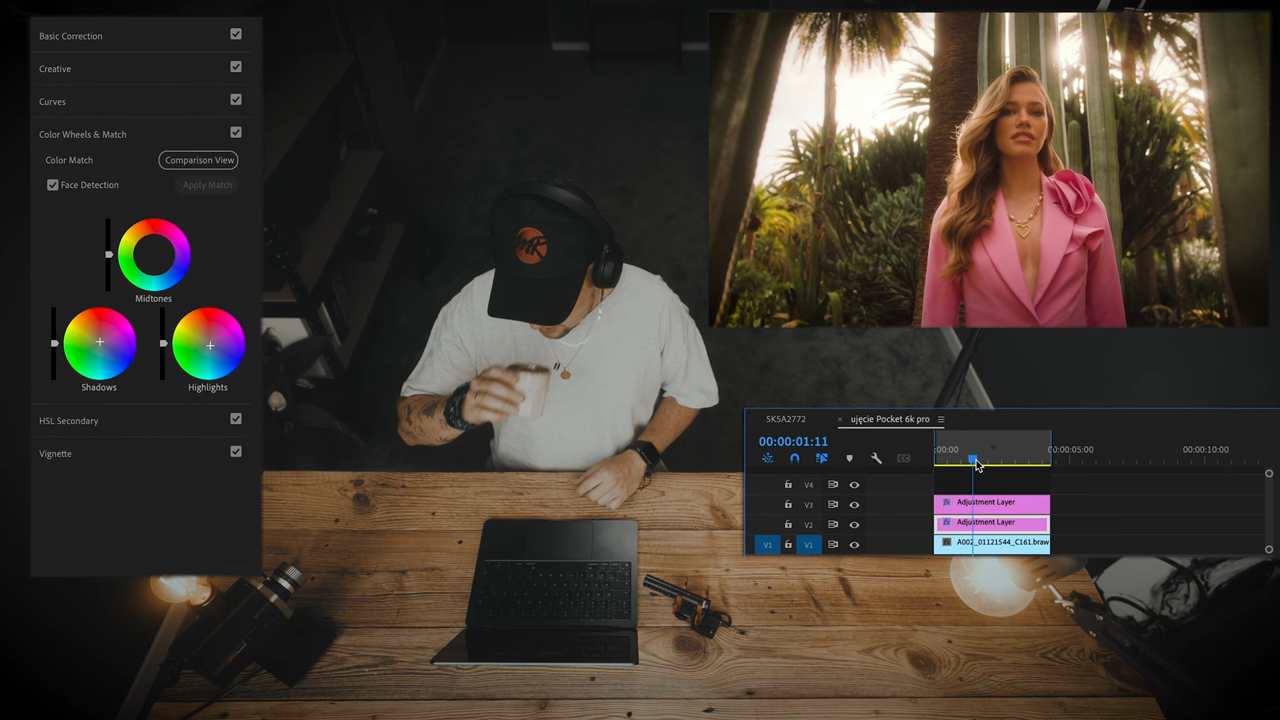 Basic Correction
Creative
Curves
Color Wheels & Match
Color Match
Comparison View
Face Detection
Apply Match
Midtones
Shadows
Highlights
HSL Secondary
Vignette
5K5A2772
× ujęcie Pocket 6k pro
00:00:01:11
:00:00
00:00:05:00
00:00:10:00
V4
V3
Adjustment Layer
V2
Adjustment Layer
V1
V1
A002_01121544_C161.braw